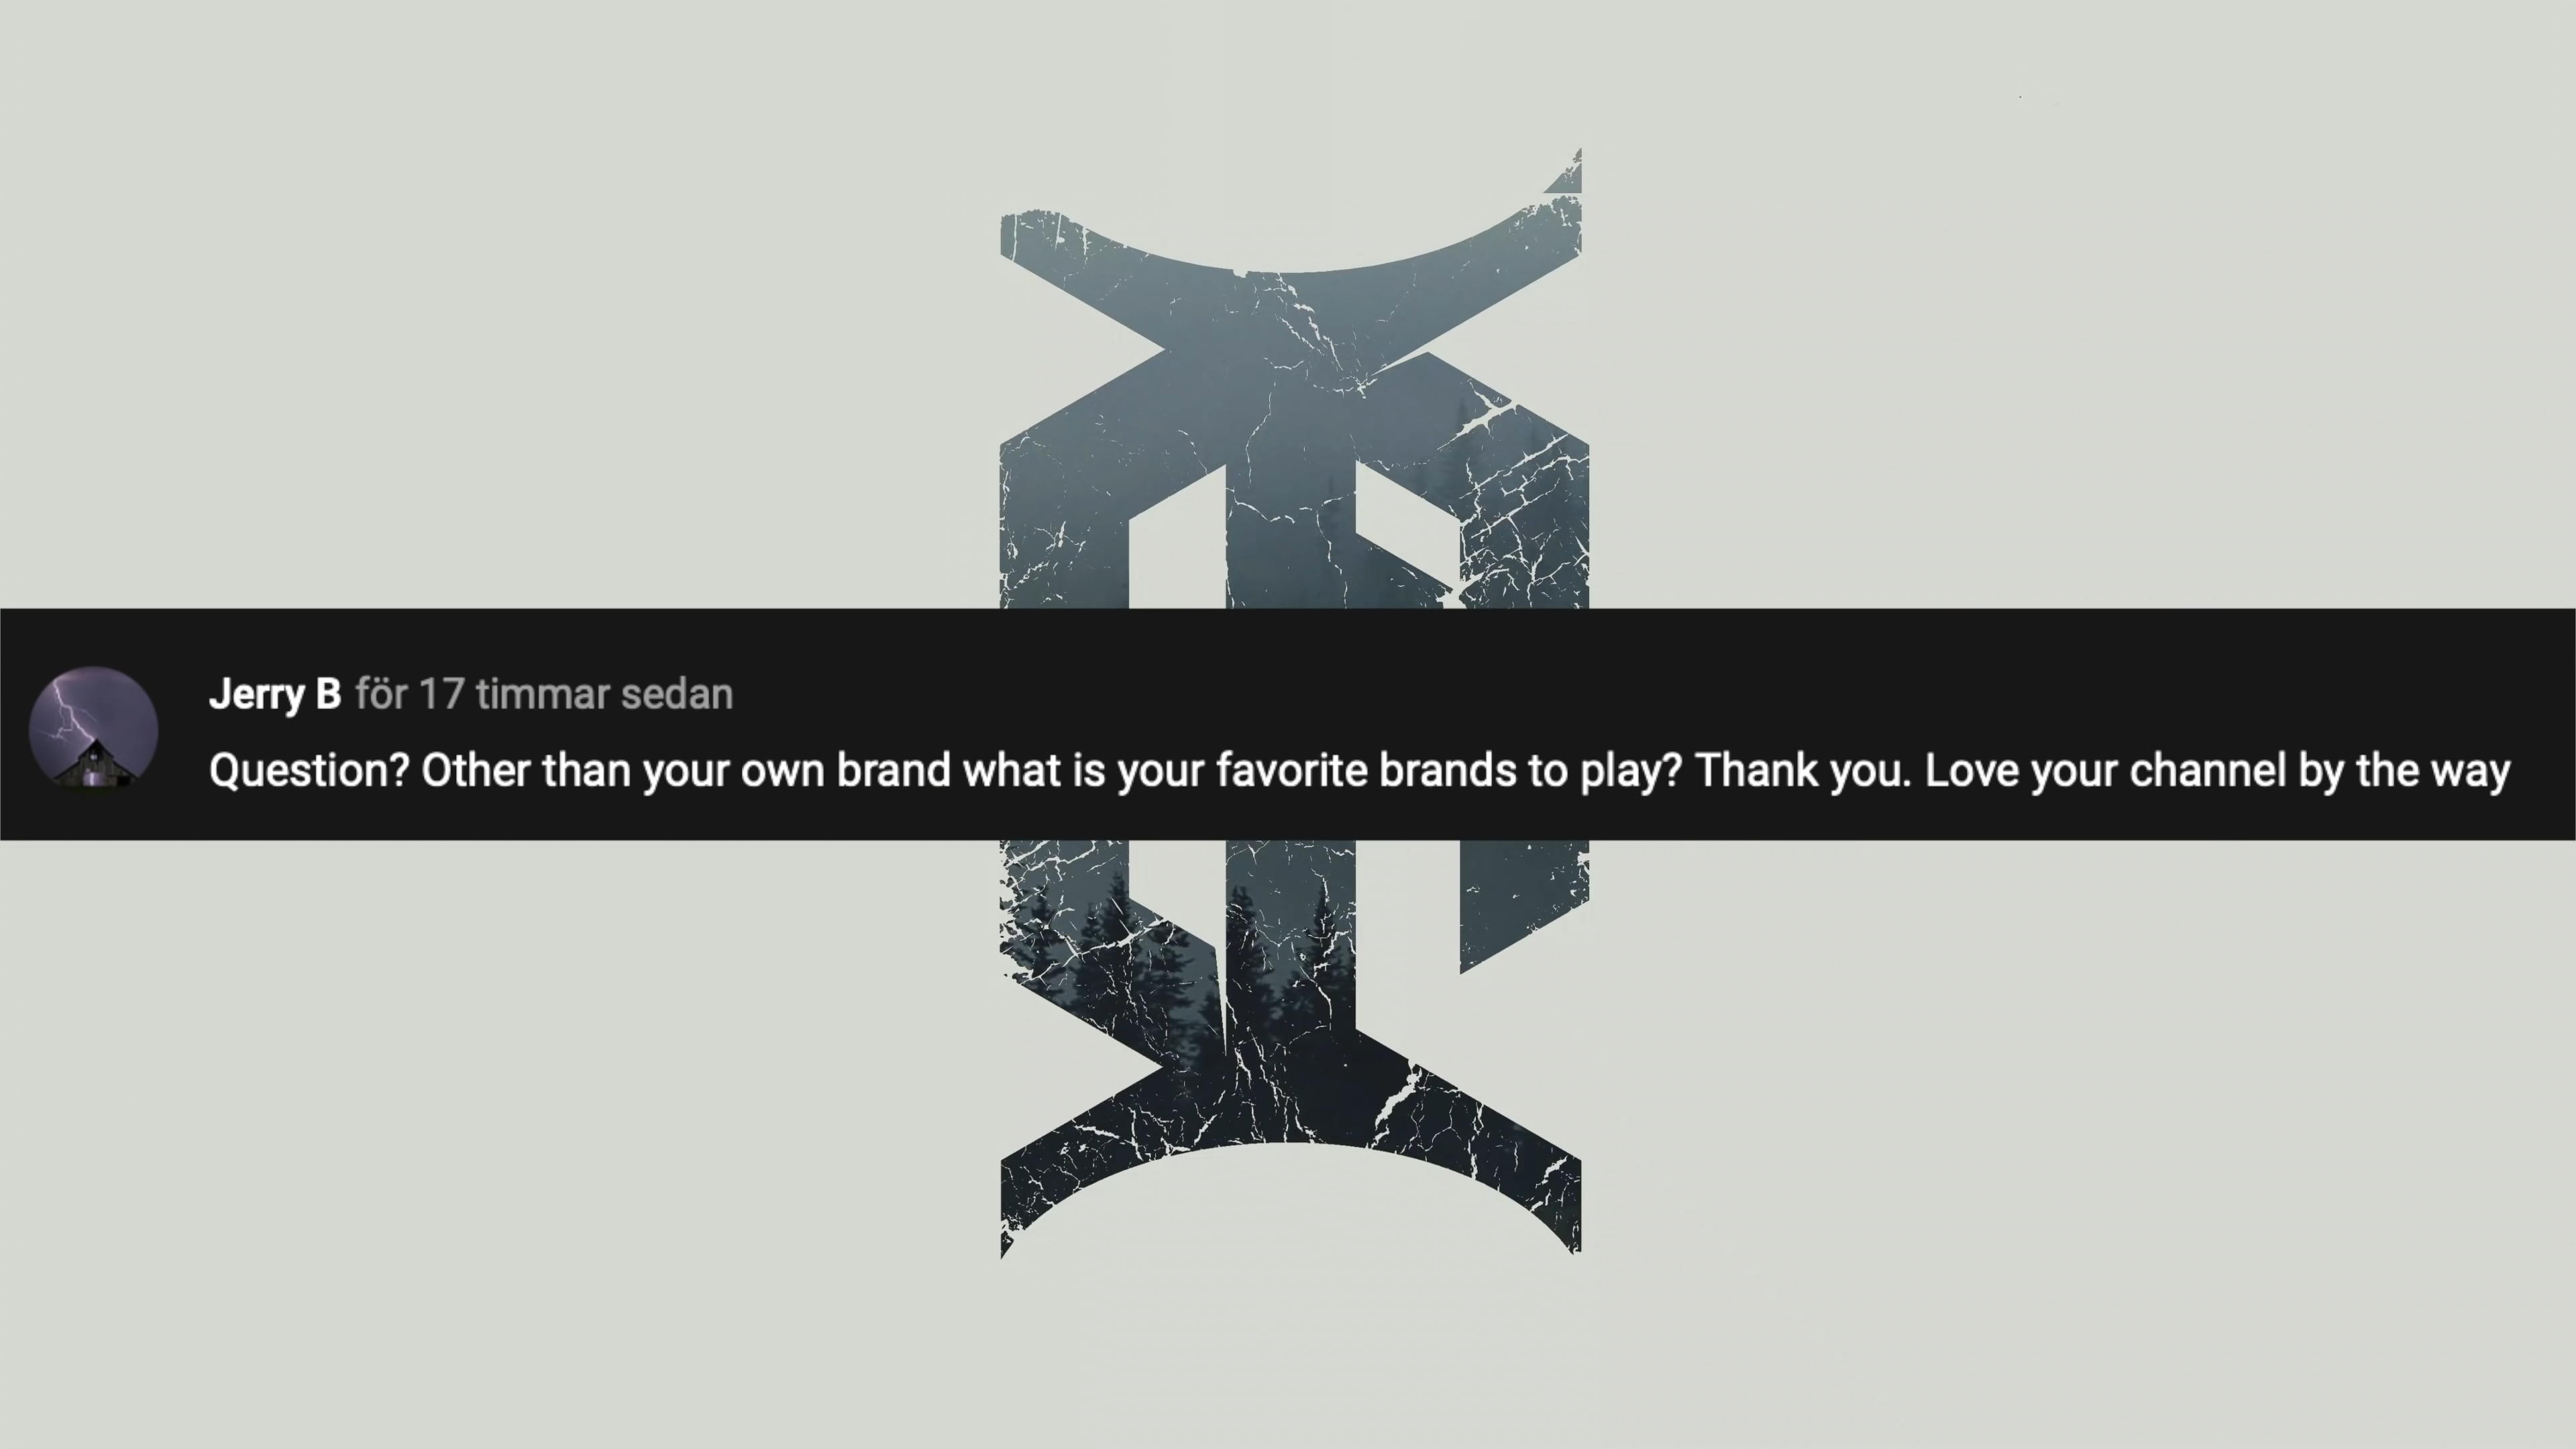 Jerry B för 17 timmar sedan
Question? Other than your own brand what is your favorite brands to play? Thank you. Love your channel by the way